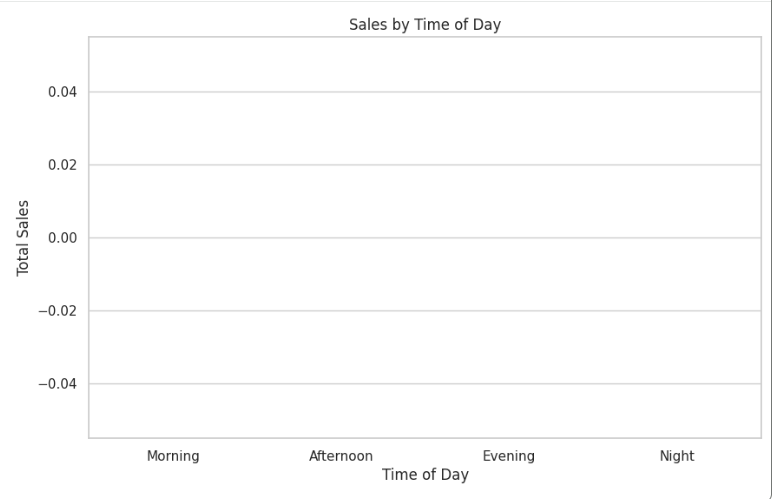 Sales by Time of Day
0.04
0.02
0.00
−0.02
−0.04
Total Sales
Morning Afternoon Evening Night
Time of Day